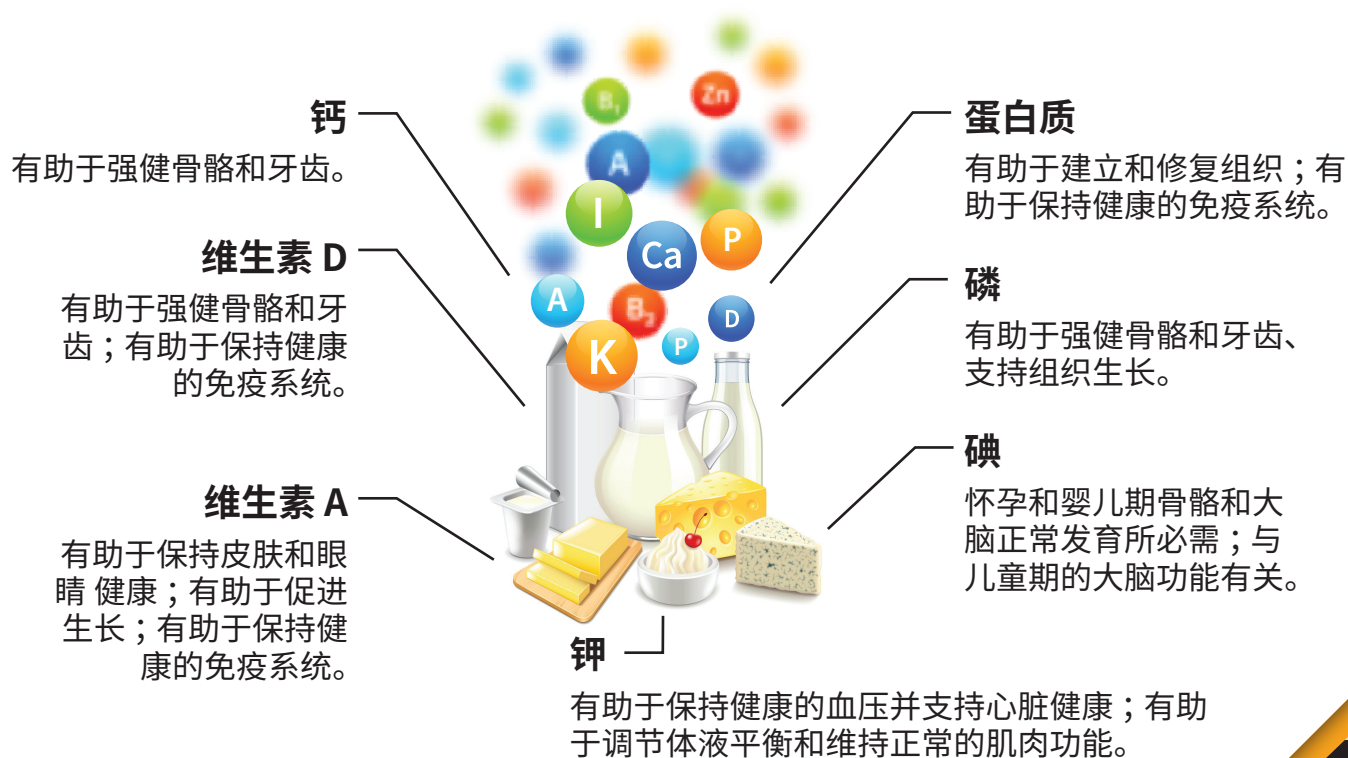 钙
有助于强健骨骼和牙齿。
维生素 D
有助于强健骨骼和牙
齿；有助于保持健康
的免疫系统。
维生素 A
有助于保持皮肤和眼
睛 健康；有助于促进
生长；有助于保持健
康的免疫系统。
B₁
Zn
A
I
Ca
P
A
B₂
D
K
P
蛋白质
有助于建立和修复组织；有
助于保持健康的免疫系统。
磷
有助于强健骨骼和牙齿、
支持组织生长。
碘
怀孕和婴儿期骨骼和大
脑正常发育所必需；与
儿童期的大脑功能有关。
钾
有助于保持健康的血压并支持心脏健康；有助
于调节体液平衡和维持正常的肌肉功能。